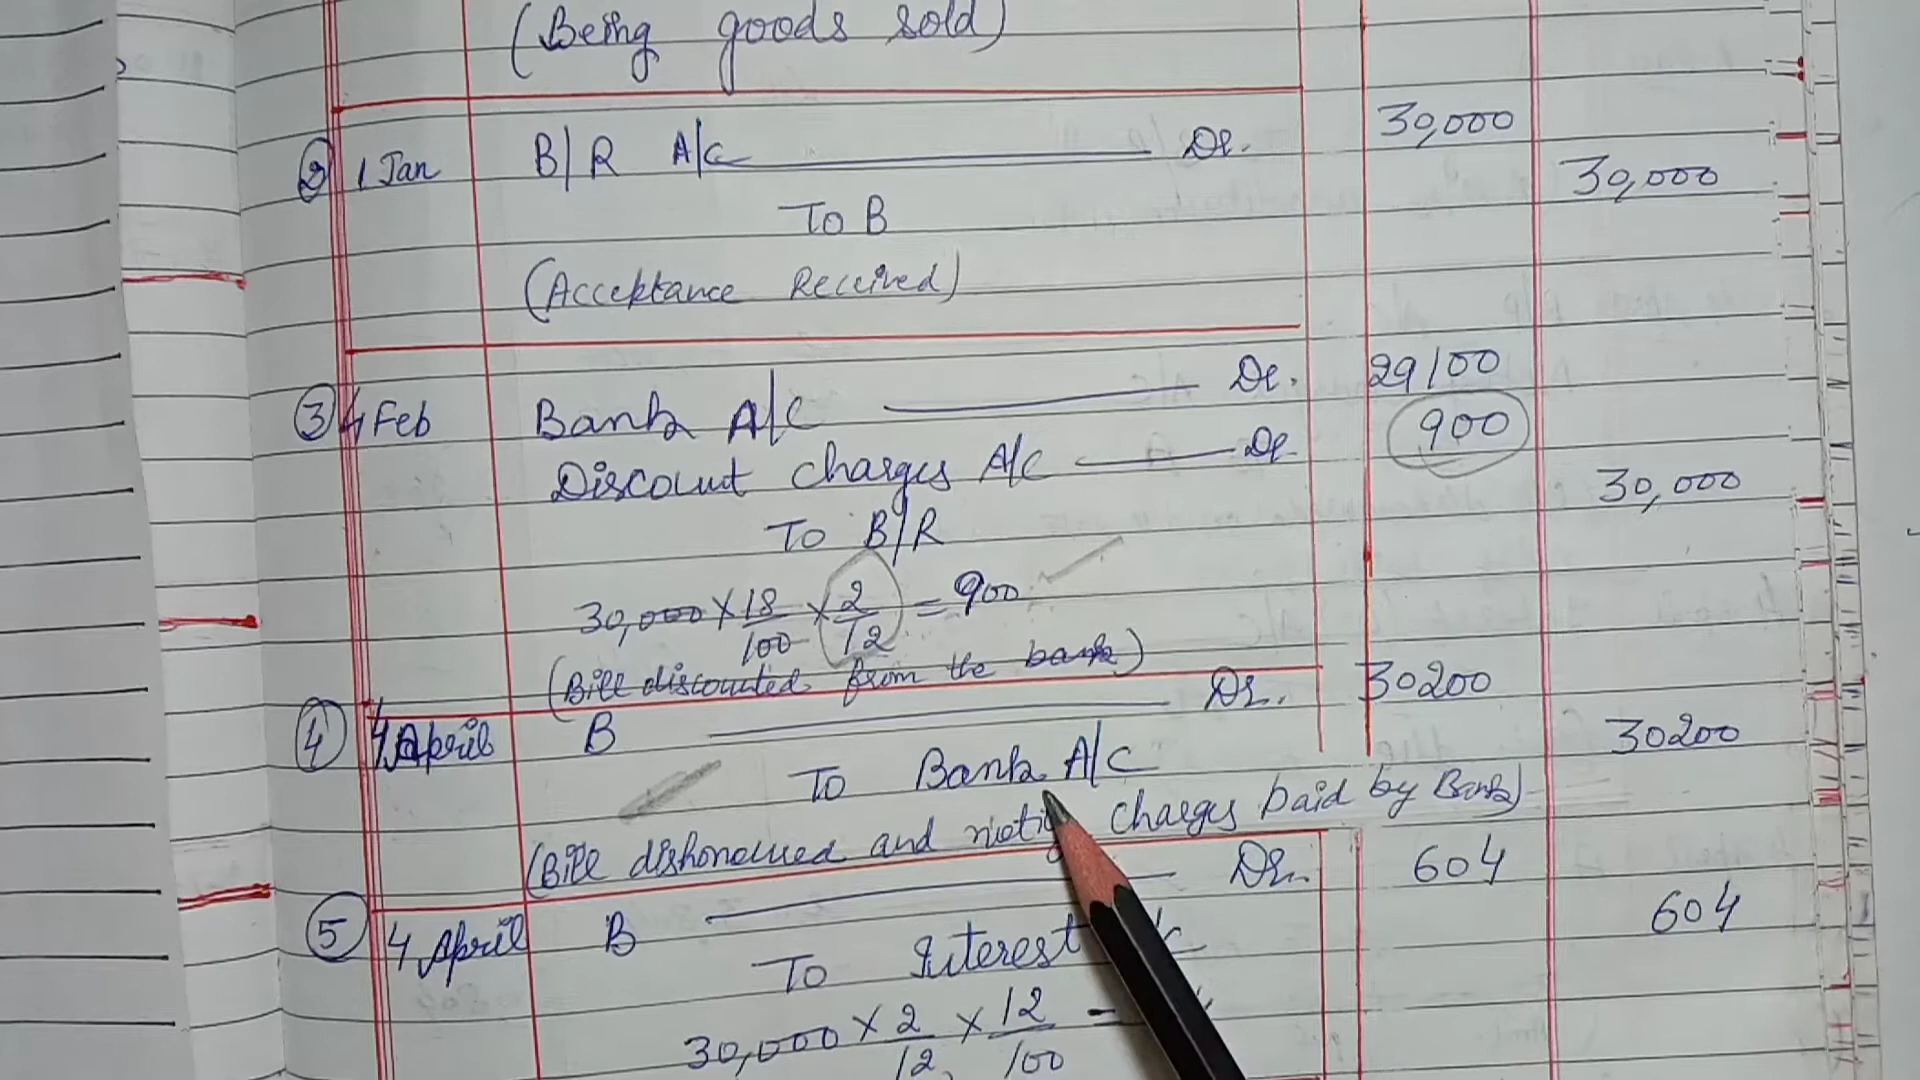 (Being goods sold)
② 1 Jan B/R A/c Dr. 30,000
To B 30,000
(Acceptance Received)
③ 4 Feb Bank A/C Dr. 29100
Discount Charges A/C Dr. 900
To B/R 30,000
30,000 × 18/100 × 2/12 = 900
(Bill discounted from the bank)
④ 4 April B Dr. 30200
To Bank A/C 30200
(Bill dishonoured and charges paid by Bank)
⑤ 4 April B Dr. 604
To Interest 604
30,000 × 2/12 × 12/100 =